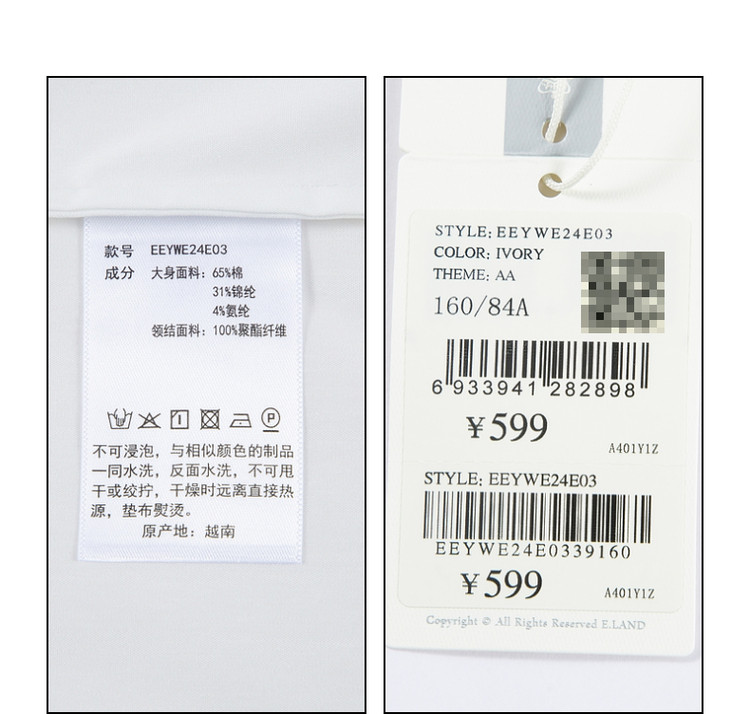 款号 EEYWE24E03
成分 大身面料：65%棉
31%锦纶
4%氨纶
领结面料：100%聚酯纤维
P
不可浸泡，与相似颜色的制品
一同水洗，反面水洗，不可甩
干或绞拧，干燥时远离直接热
源，垫布熨烫。
原产地：越南
STYLE: EEYWE24E03
COLOR: IVORY
THEME: AA
160/84A
6 933941 282898
¥599
A401Y1Z
STYLE: EEYWE24E03
EEYWE24E0339160
¥599
A401Y1Z
Copyright © All Rights Reserved E.LAND